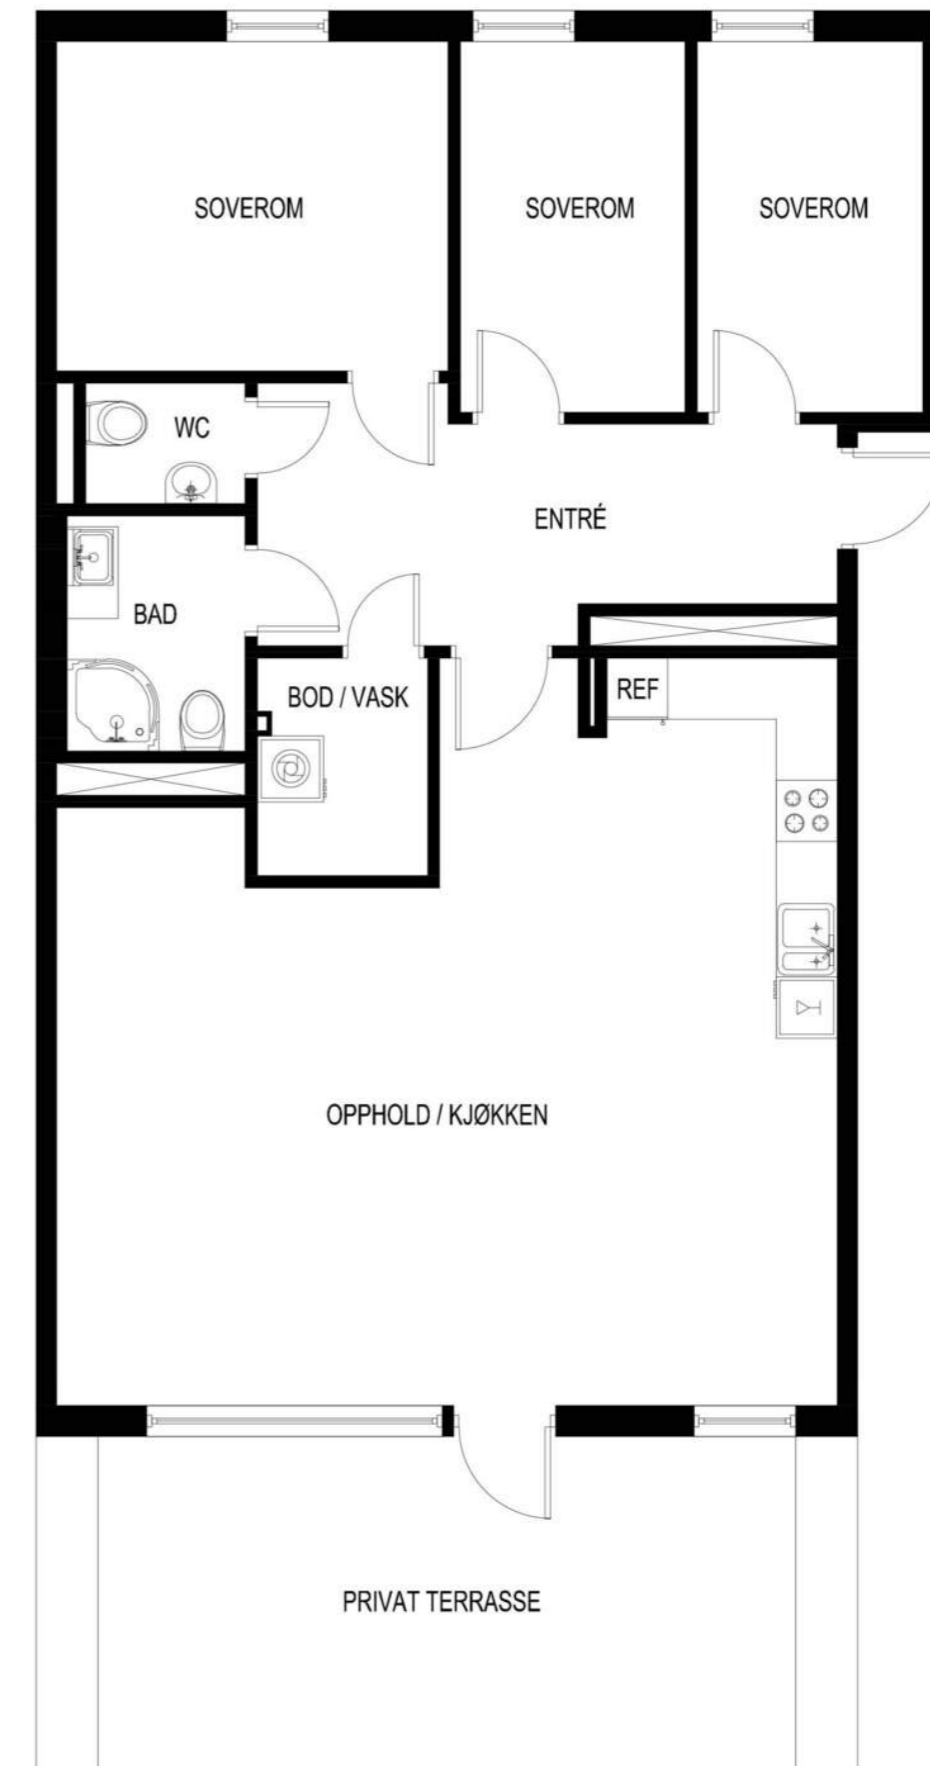 SOVEROM
SOVEROM
SOVEROM
WC
ENTRÉ
BAD
BOD / VASK
REF
OPPHOLD / KJØKKEN
PRIVAT TERRASSE